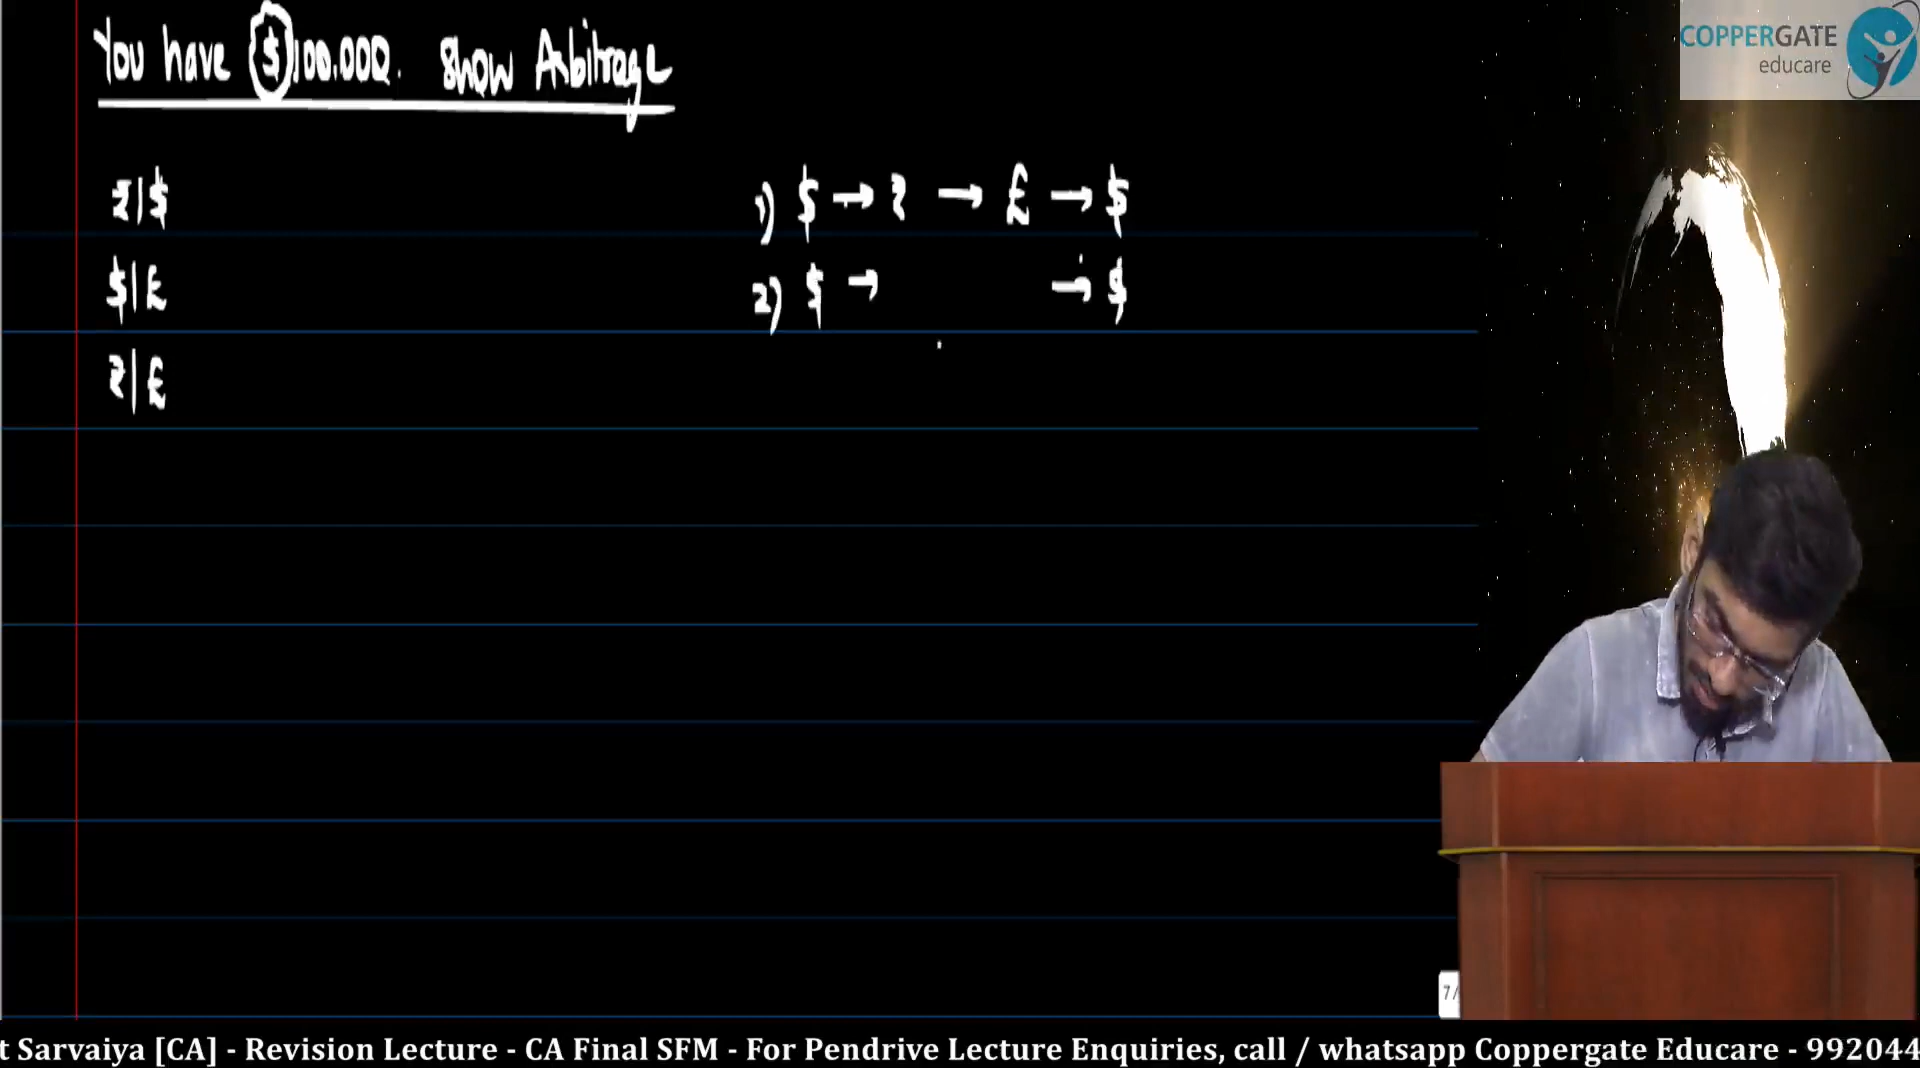 You have $100,000. Show Arbitrage
COPPERGATE
educare
₹|$
1) $ → ₹ → £ → $
$|£
2) $ → → $
₹|£
7/
t Sarvaiya [CA] - Revision Lecture - CA Final SFM - For Pendrive Lecture Enquiries, call / whatsapp Coppergate Educare - 992044